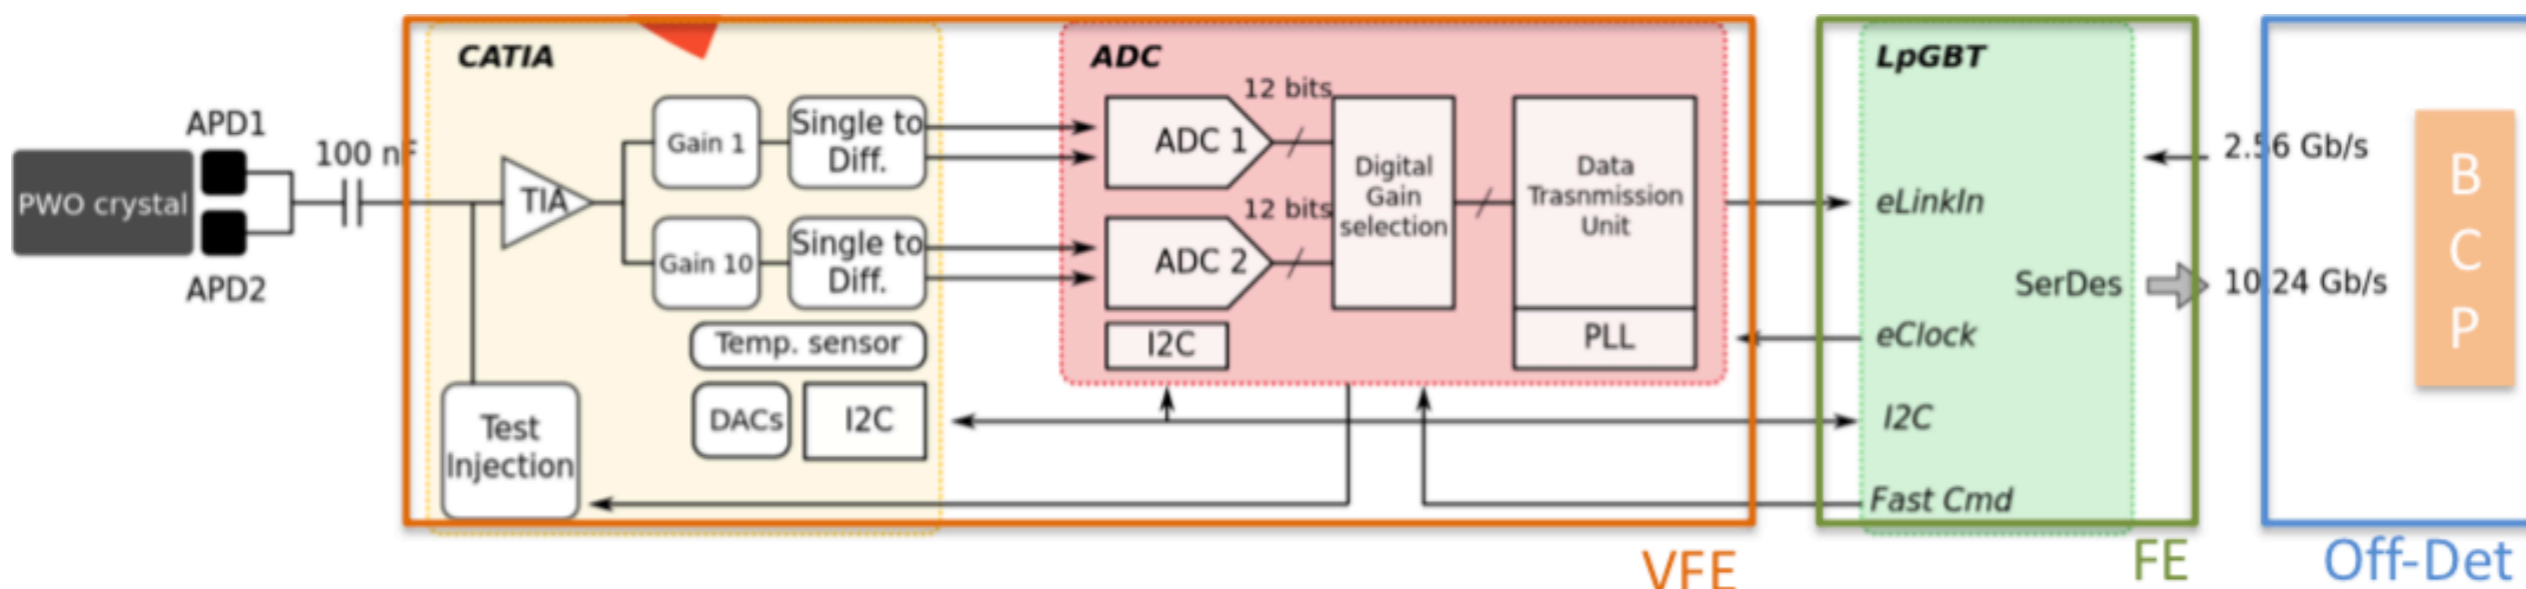 CATIA
ADC
LpGBT
12 bits
APD1
100 nF
PWO crystal
APD2
TIA
Gain 1
Single to
Diff.
Gain 10
Single to
Diff.
Temp. sensor
DACs
I2C
Test
Injection
ADC 1
12 bits
ADC 2
Digital
Gain
selection
Data
Trasnmission
Unit
PLL
I2C
eLinkIn
SerDes
eClock
I2C
Fast Cmd
2.56 Gb/s
10.24 Gb/s
B
C
P
VFE
FE
Off-Det